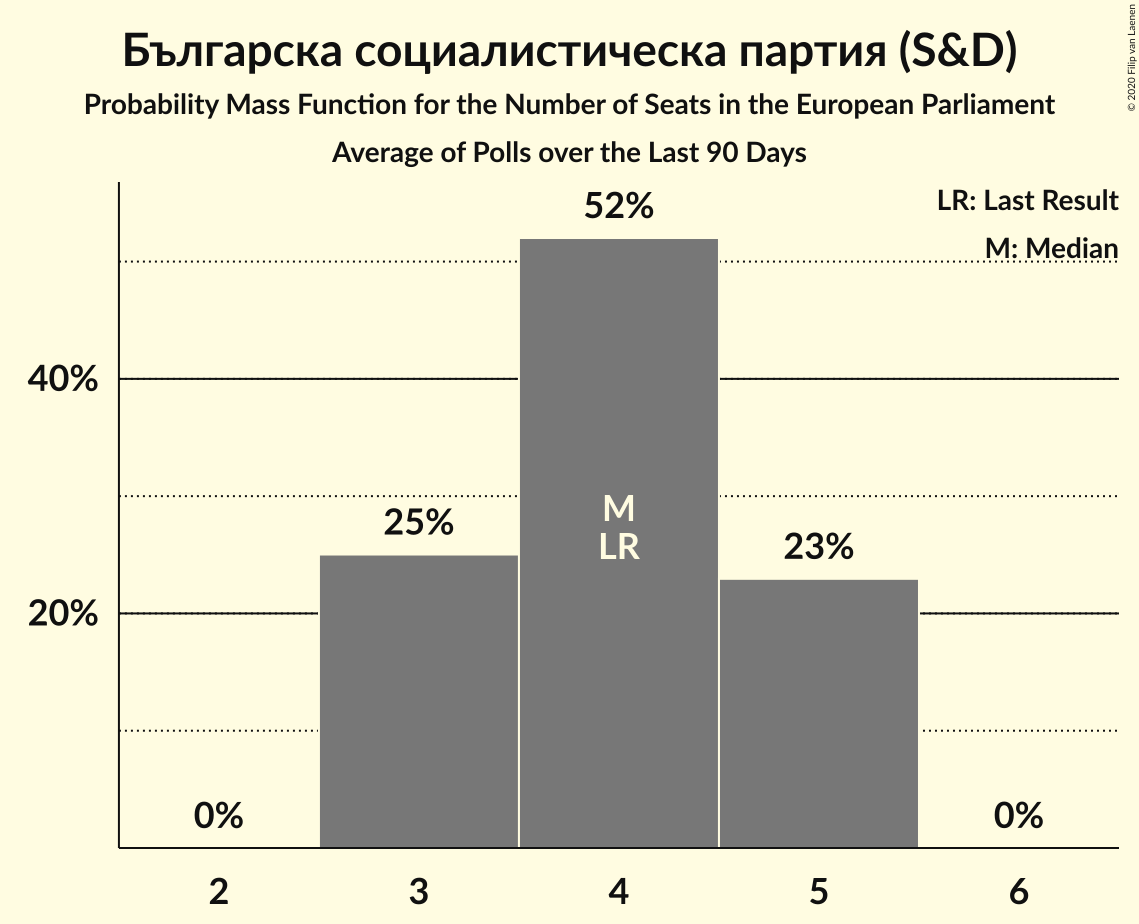 Българска социалистическа партия (S&D)
Probability Mass Function for the Number of Seats in the European Parliament
Average of Polls over the Last 90 Days
© 2020 Filip van Laenen
LR: Last Result
M: Median
52%
40%
25%
M
LR
23%
20%
0%
0%
2
3
4
5
6